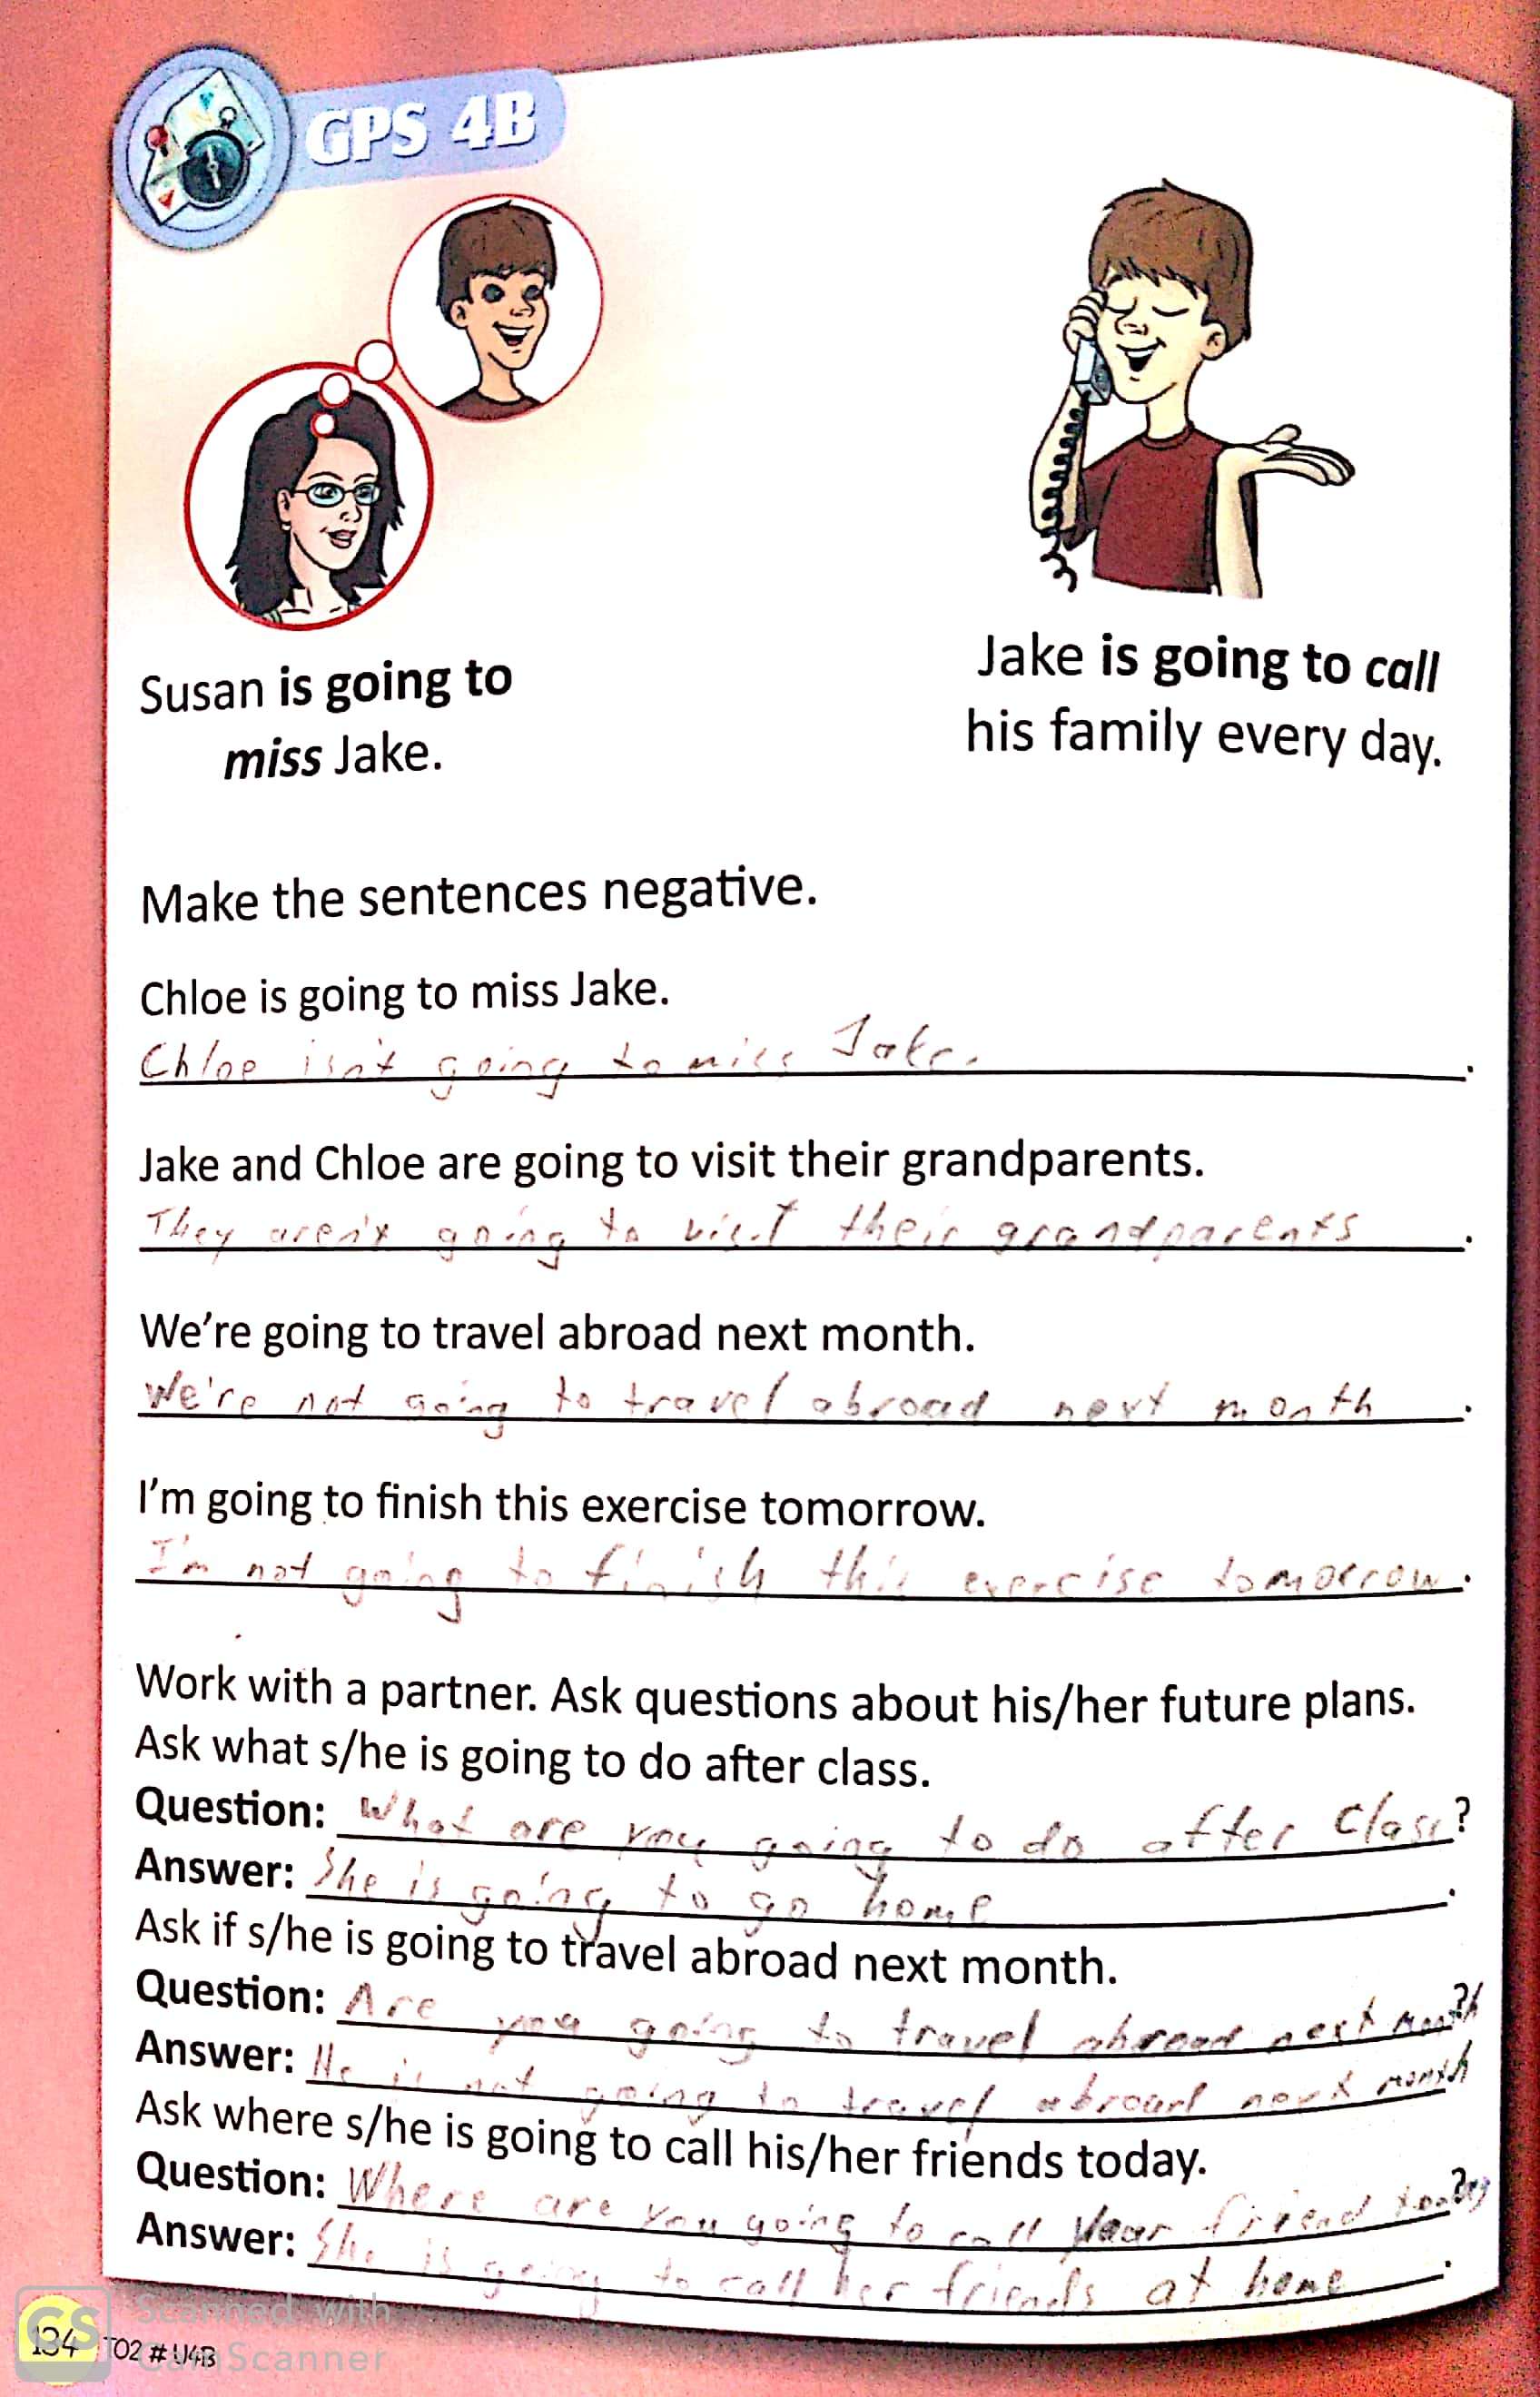 GPS 4B
Susan is going to
miss Jake.
Jake is going to call
his family every day.
Make the sentences negative.
Chloe is going to miss Jake.
Chloe isn't going to miss Jake.
.
Jake and Chloe are going to visit their grandparents.
They aren't going to visit their grandparents.
We're going to travel abroad next month.
We're not going to travel abroad next month.
I'm going to finish this exercise tomorrow.
I'm not going to finish this exercise tomorrow.
Work with a partner. Ask questions about his/her future plans.
Ask what s/he is going to do after class.
Question: What are you going to do after class?
Answer: She is going to go home.
Ask if s/he is going to travel abroad next month.
Question: Are you going to travel abroad next month?
Answer: He is not going to travel abroad next month
Ask where s/he is going to call his/her friends today.
Question: Where are you going to call your friend today?
Answer: She is going to call her friends at home.
134 TO2 # U4B
CS Scanned with
CamScanner